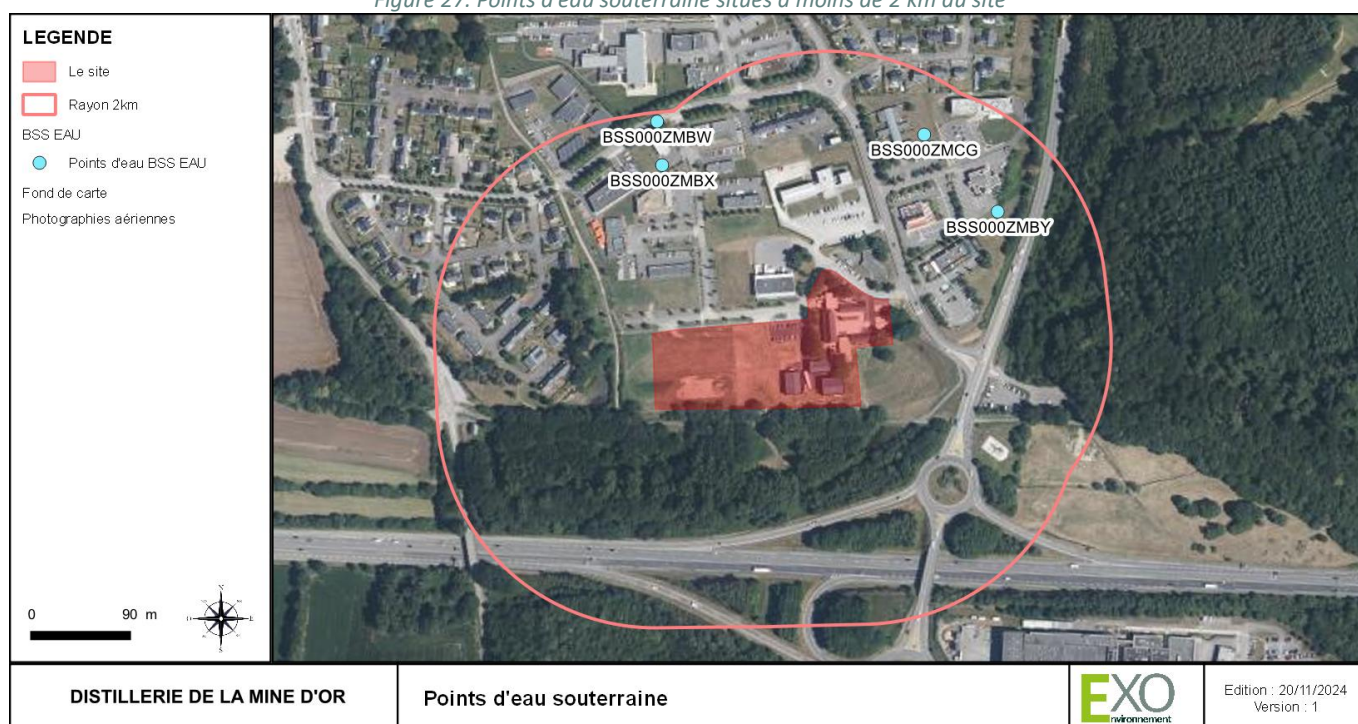 Figure 27. Points d'eau souterraine situés à moins de 2 km du site
LEGENDE
Le site
Rayon 2km
BSS EAU
Points d'eau BSS EAU
Fond de carte
Photographies aériennes
0 90 m
BSS000ZMBW
BSS000ZMBX
BSS000ZMCG
BSS000ZMBY
DISTILLERIE DE LA MINE D'OR
Points d'eau souterraine
EXO
nvironnement
Edition : 20/11/2024
Version : 1